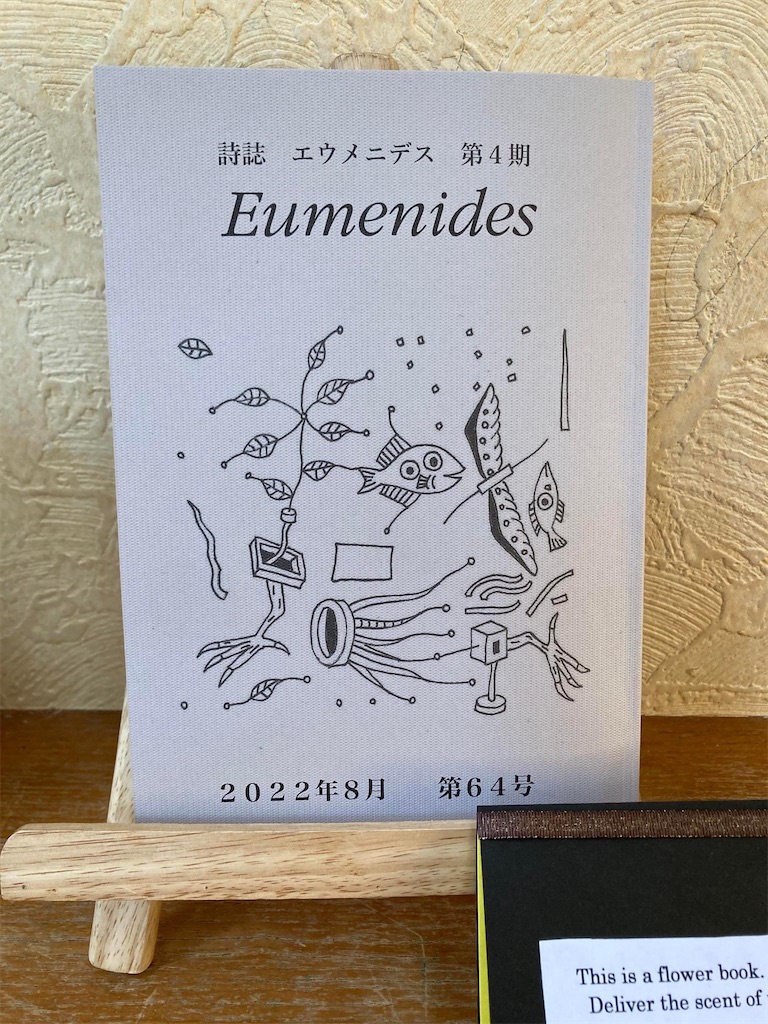 詩誌　エウメニデス　第４期
Eumenides
２０２２年８月　第６４号
This is a flower book.
Deliver the scent of